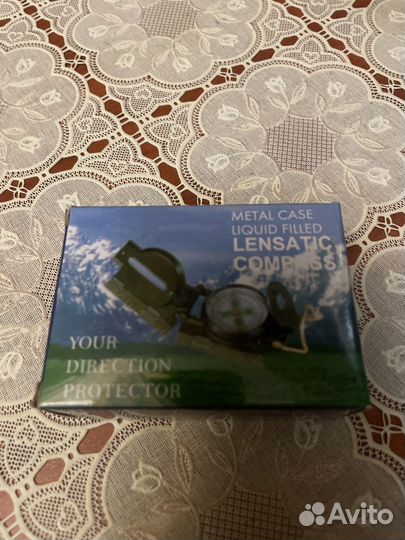 METAL CASE
LIQUID FILLED
LENSATIC
COMPASS
YOUR
DIRECTION
PROTECTOR
Avito